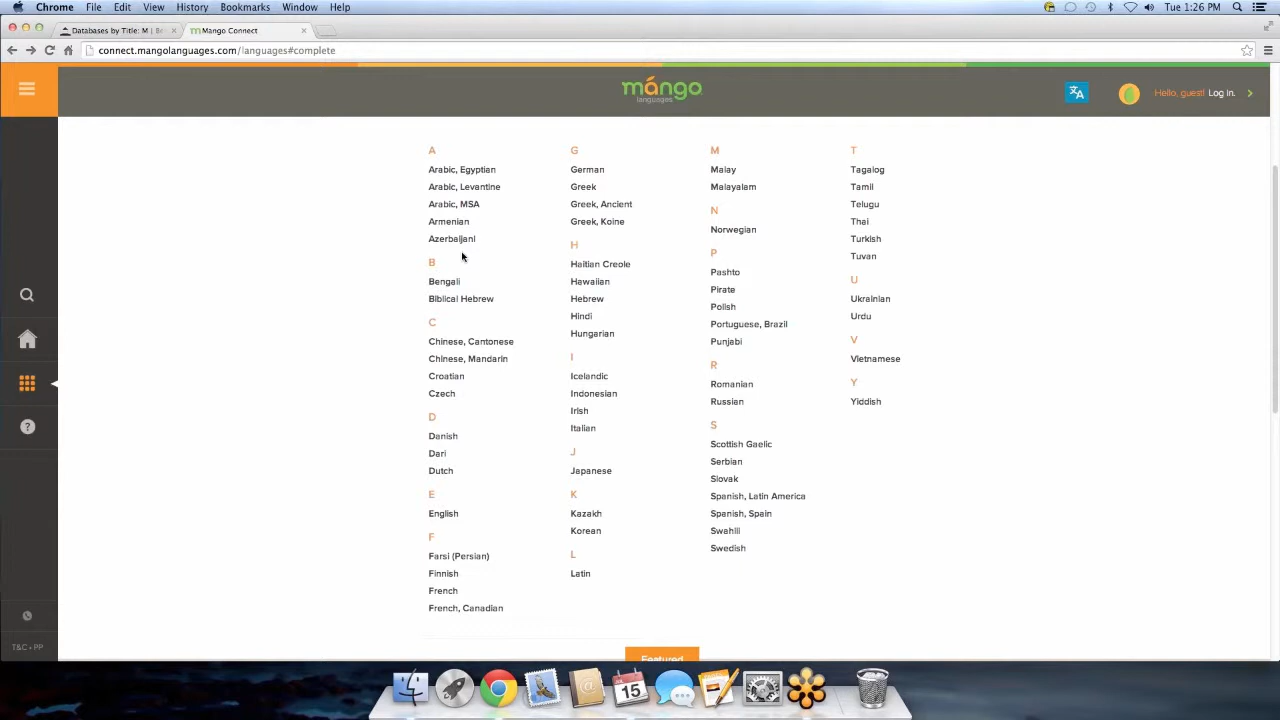 Chrome File Edit View History Bookmarks Window Help
Tue 1:26 PM
Databases by Title: M | Bo
Mango Connect
connect.mangolanguages.com/languages#complete
mángo
languages
Hello, guest! Log in.
A
Arabic, Egyptian
Arabic, Levantine
Arabic, MSA
Armenian
Azerbaijani
B
Bengali
Biblical Hebrew
C
Chinese, Cantonese
Chinese, Mandarin
Croatian
Czech
D
Danish
Dari
Dutch
E
English
F
Farsi (Persian)
Finnish
French
French, Canadian
G
German
Greek
Greek, Ancient
Greek, Koine
H
Haitian Creole
Hawaiian
Hebrew
Hindi
Hungarian
I
Icelandic
Indonesian
Irish
Italian
J
Japanese
K
Kazakh
Korean
L
Latin
M
Malay
Malayalam
N
Norwegian
P
Pashto
Pirate
Polish
Portuguese, Brazil
Punjabi
R
Romanian
Russian
S
Scottish Gaelic
Serbian
Slovak
Spanish, Latin America
Spanish, Spain
Swahili
Swedish
T
Tagalog
Tamil
Telugu
Thai
Turkish
Tuvan
U
Ukrainian
Urdu
V
Vietnamese
Y
Yiddish
T&C+PP
Featured
15